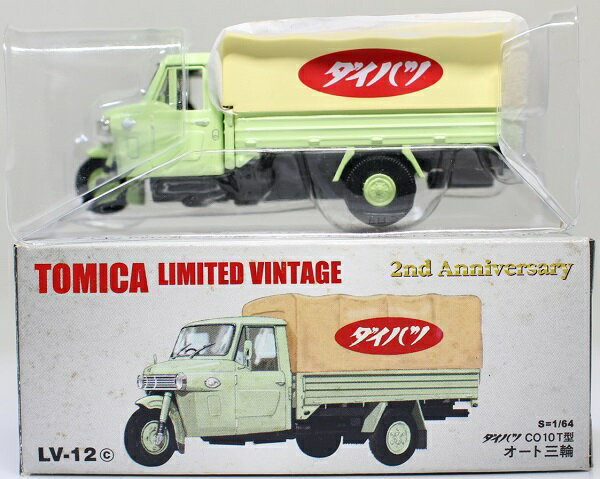 ダイハツ
TOMICA LIMITED VINTAGE
2nd Anniversary
ダイハツ
S=1/64
LV-12ⓒ
ダイハツ CO10T型
オート三輪